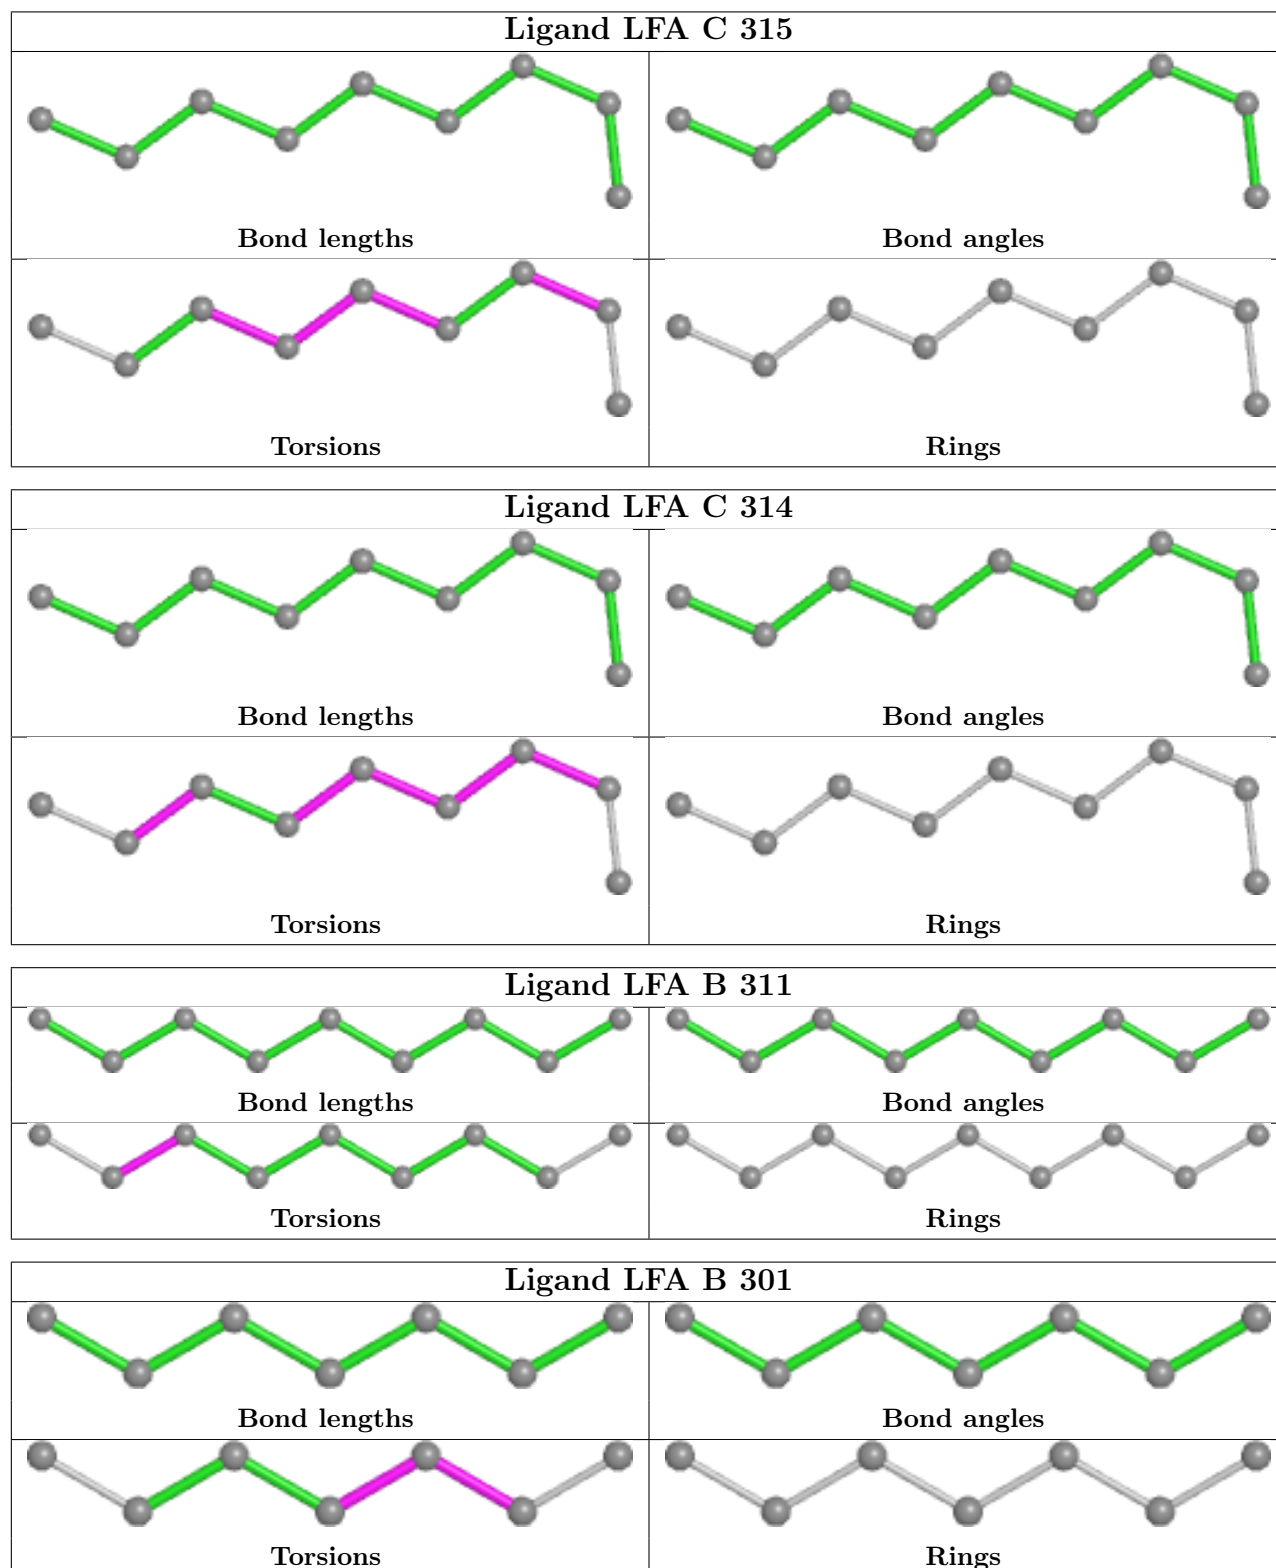 Ligand LFA C 315
Bond lengths
Bond angles
Torsions
Rings
Ligand LFA C 314
Bond lengths
Bond angles
Torsions
Rings
Ligand LFA B 311
Bond lengths
Bond angles
Torsions
Rings
Ligand LFA B 301
Bond lengths
Bond angles
Torsions
Rings